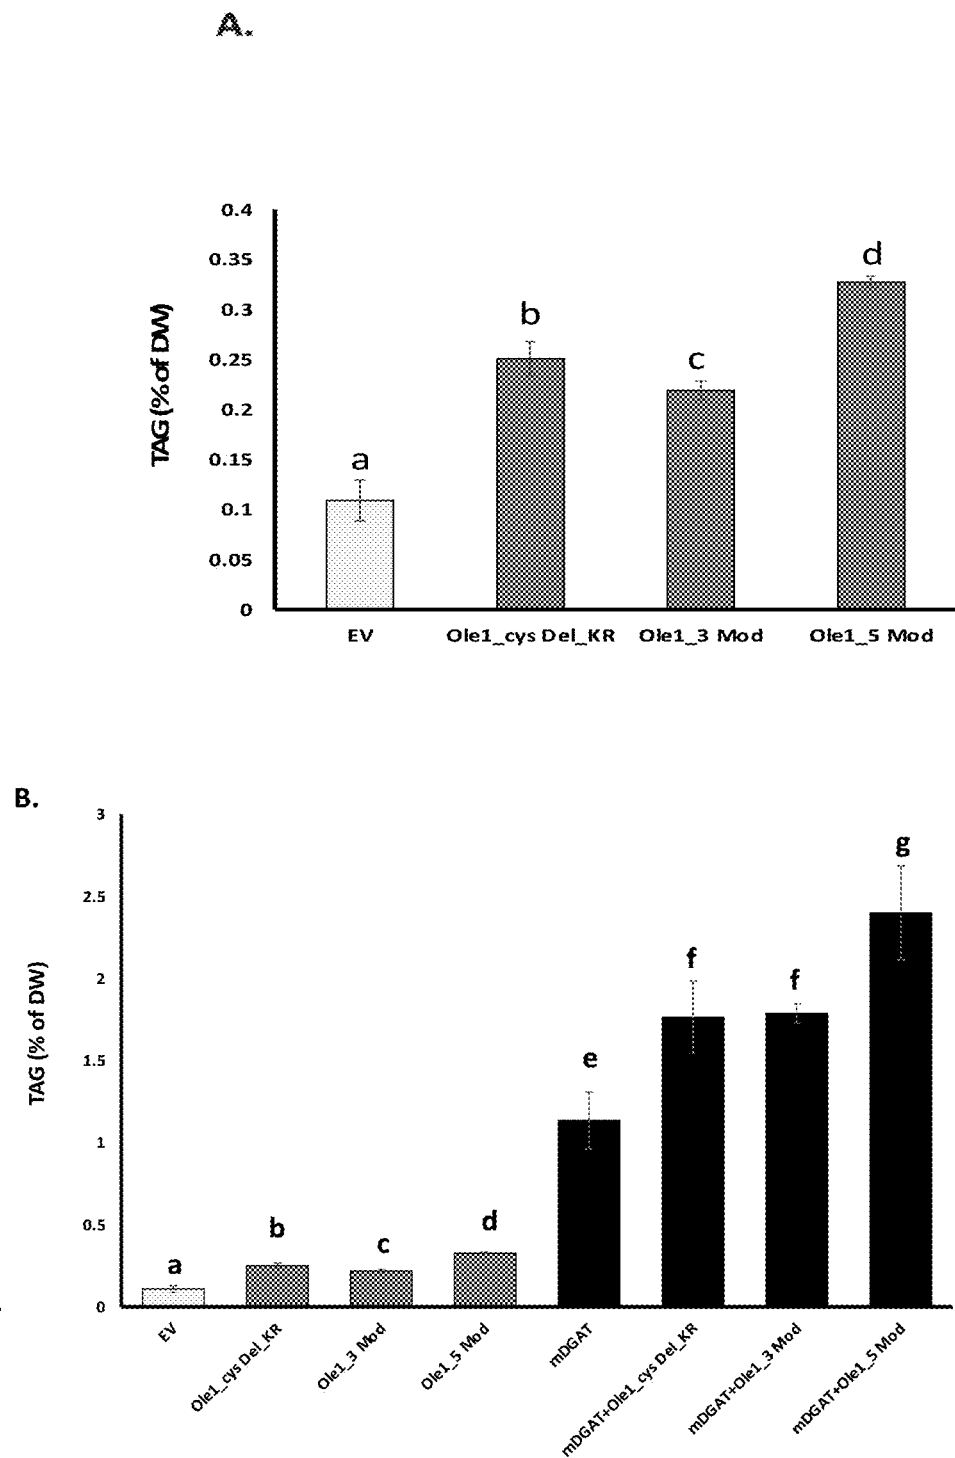 A.
TAG (% of DW)
0.4
0.35
0.3
0.25
0.2
0.15
0.1
0.05
0
a
b
c
d
EV
Ole1_cys Del_KR
Ole1_3 Mod
Ole1_5 Mod
B.
TAG (% of DW)
3
2.5
2
1.5
1
0.5
0
a
b
c
d
e
f
f
g
EV
Ole1_cys Del_KR
Ole1_3 Mod
Ole1_5 Mod
mDGAT
mDGAT+Ole1_cys Del_KR
mDGAT+Ole1_3 Mod
mDGAT+Ole1_5 Mod